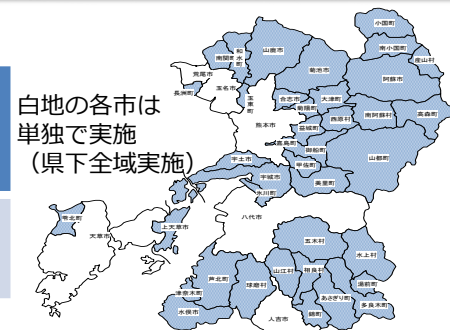 白地の各市は
単独で実施
（県下全域実施）
小国町
南小国町
産山村
山鹿市
和水町
南関町
菊池市
阿蘇市
荒尾市
玉名市
長洲町
玉東町
合志市
大津町
菊陽町
西原村
南阿蘇村
高森町
熊本市
益城町
嘉島町
御船町
山都町
宇土市
甲佐町
宇城市
美里町
氷川町
八代市
苓北町
天草市
上天草市
五木村
水上村
芦北町
球磨村
山江村
相良村
湯前町
津奈木町
あさぎり町
多良木町
水俣市
錦町
人吉市